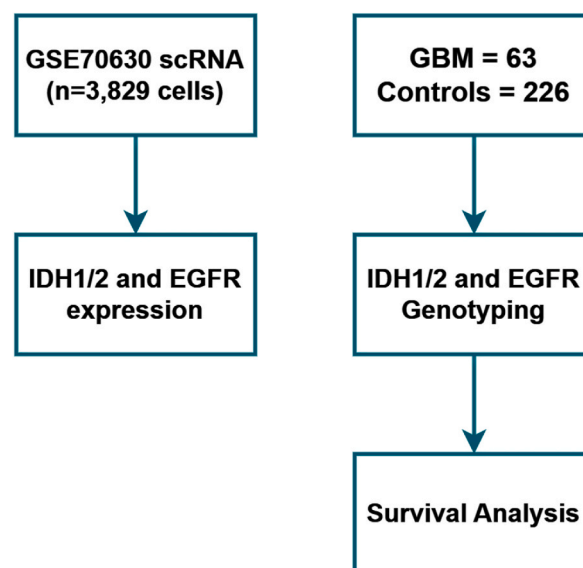 GSE70630 scRNA
(n=3,829 cells)
GBM = 63
Controls = 226
IDH1/2 and EGFR
expression
IDH1/2 and EGFR
Genotyping
Survival Analysis